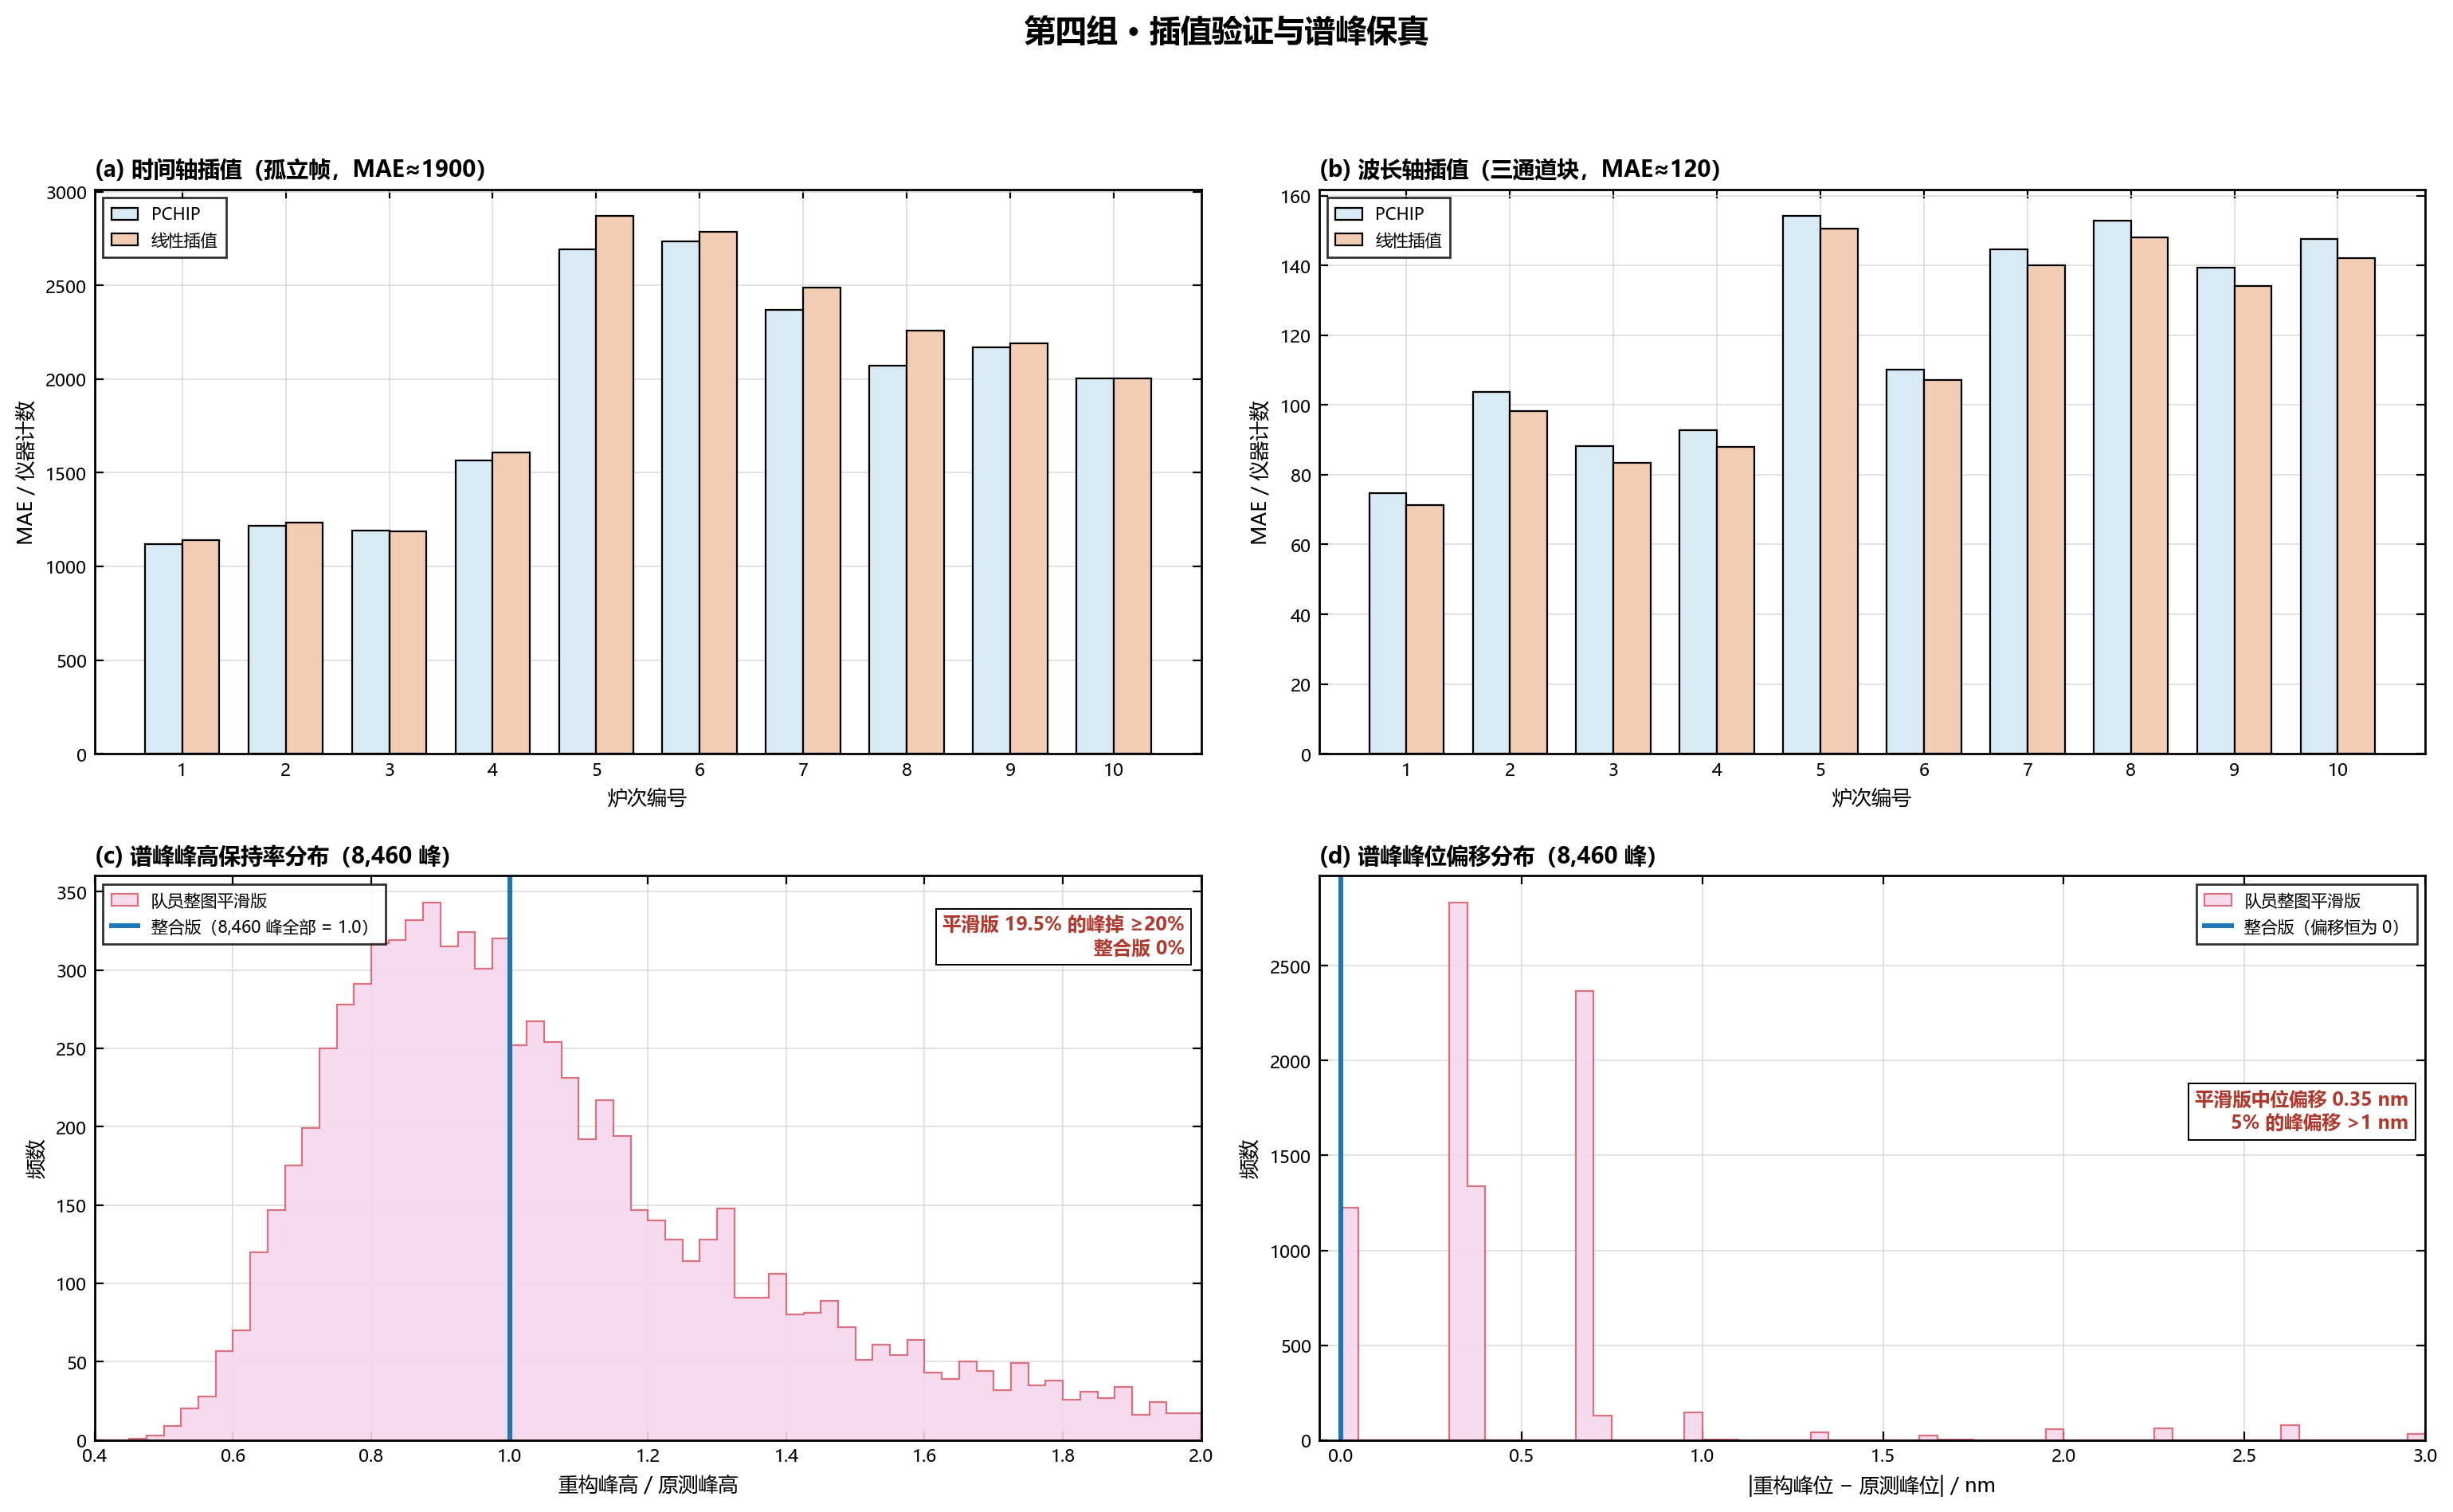 第四组 • 插值验证与谱峰保真
(a) 时间轴插值（孤立帧，MAE≈1900）
PCHIP
线性插值
3000
2500
2000
1500
1000
500
0
MAE / 仪器计数
1 2 3 4 5 6 7 8 9 10
炉次编号
(b) 波长轴插值（三通道块，MAE≈120）
PCHIP
线性插值
160
140
120
100
80
60
40
20
0
MAE / 仪器计数
1 2 3 4 5 6 7 8 9 10
炉次编号
(c) 谱峰峰高保持率分布（8,460 峰）
队员整图平滑版
整合版（8,460 峰全部 = 1.0）
平滑版 19.5% 的峰掉 ≥20%
整合版 0%
350
300
250
200
150
100
50
0
频数
0.4 0.6 0.8 1.0 1.2 1.4 1.6 1.8 2.0
重构峰高 / 原测峰高
(d) 谱峰峰位偏移分布（8,460 峰）
队员整图平滑版
整合版（偏移恒为 0）
平滑版中位偏移 0.35 nm
5% 的峰偏移 >1 nm
2500
2000
1500
1000
500
0
频数
0.0 0.5 1.0 1.5 2.0 2.5 3.0
|重构峰位 − 原测峰位| / nm